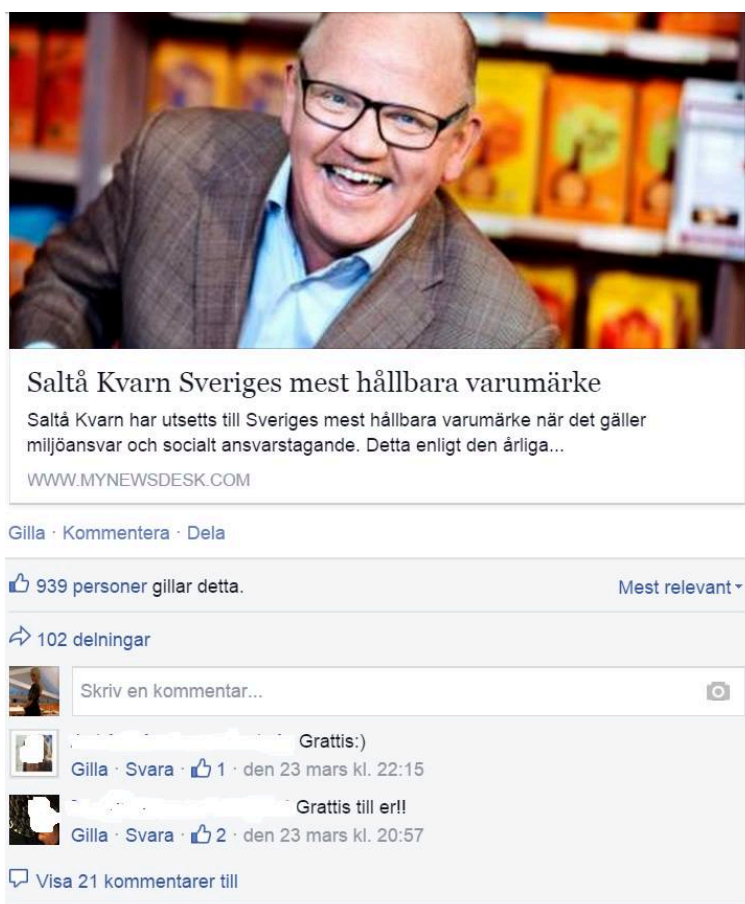 Saltå Kvarn Sveriges mest hållbara varumärke
Saltå Kvarn har utsetts till Sveriges mest hållbara varumärke när det gäller
miljöansvar och socialt ansvarstagande. Detta enligt den årliga...
WWW.MYNEWSDESK.COM
Gilla · Kommentera · Dela
939 personer gillar detta.
Mest relevant
102 delningar
Skriv en kommentar...
Grattis:)
Gilla · Svara · 1 · den 23 mars kl. 22:15
Grattis till er!!
Gilla · Svara · 2 · den 23 mars kl. 20:57
Visa 21 kommentarer till